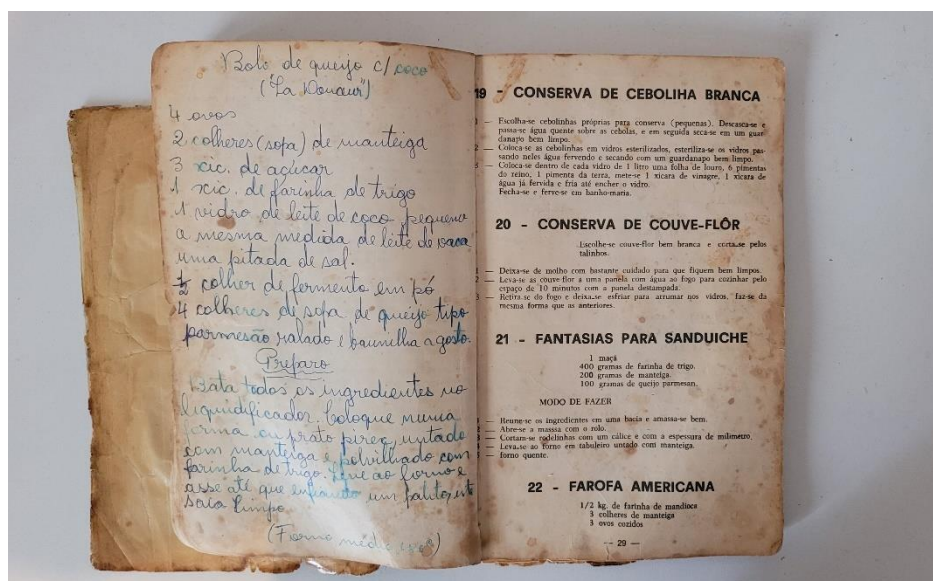 Bolo de queijo c/ coco
("La Douceur")
4 ovos
2 colheres (sopa) de manteiga
3 xic. de açúcar
1 xic. de farinha de trigo
1 vidro de leite de coco pequeno
a mesma medida de leite de vaca
uma pitada de sal.
½ colher de fermento em pó
4 colheres de sopa de queijo tipo
parmesão ralado e baunilha a gosto.
Preparo
Bata todos os ingredientes no
liquidificador. Coloque numa
forma ou prato pirex, untado
com manteiga e polvilhado com
farinha de trigo. Leve ao forno e
asse até que enfiando um palito, este
saia limpo.
(Forno médio
19 - CONSERVA DE CEBOLIHA BRANCA
— Escolha-se cebolinhas próprias para conserva (pequenas). Descasca-se e
passa-se água quente sobre as cebolas, e em seguida seca-se em um guar-
danapo bem limpo.
2 — Coloca-se as cebolinhas em vidros esterilizados, esteriliza-se os vidros pas-
sando neles água fervendo e secando com um guardanapo bem limpo.
3 — Coloca-se dentro de cada vidro de 1 litro uma folha de louro, 6 pimentas
do reino, 1 pimenta da terra, mete-se 1 xicara de vinagre, 1 xicara de
água já fervida e fria até encher o vidro.
Fecha-se e ferve-se em banho-maria.
20 - CONSERVA DE COUVE-FLÔR
Escolhe-se couve-flor bem branca e corta-se pelos
talinhos.
— Deixa-se de molho com bastante cuidado para que fiquem bem limpos.
2 — Leva-se as couve-flor a uma panela com água ao fogo para cozinhar pelo
espaço de 10 minutos com a panela destampada.
3 — Retira-se do fogo e deixa-se esfriar para arrumar nos vidros, faz-se da
mesma forma que as anteriores.
21 - FANTASIAS PARA SANDUICHE
1 maçã
400 gramas de farinha de trigo.
200 gramas de manteiga.
100 gramas de queijo parmesan.
MODO DE FAZER
— Reune-se os ingredientes em uma bacia e amassa-se bem.
— Abre-se a masssa com o rolo.
— Cortam-se rodelinhas com um cálice e com a espessura de milimetro.
— Leva-se ao forno em tabuleiro untado com manteiga.
— forno quente.
22 - FAROFA AMERICANA
1/2 kg. de farinha de mandioca
3 colheres de manteiga
3 ovos cozidos
— 29 —